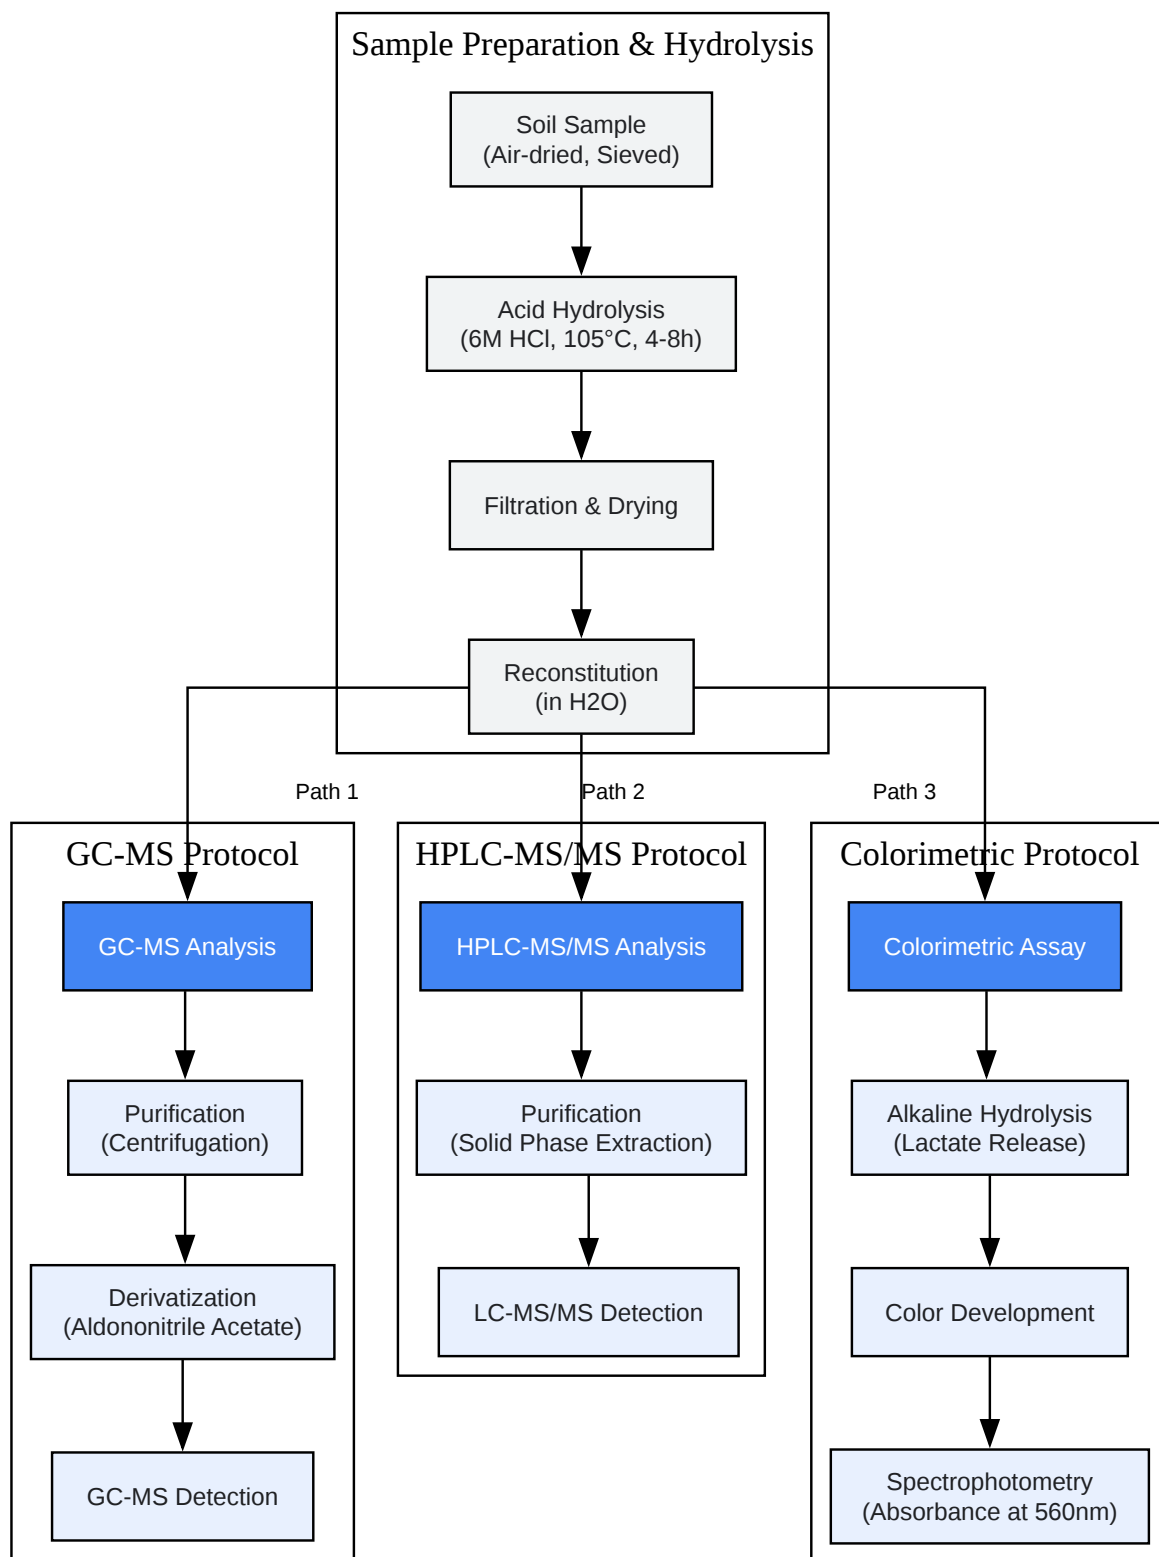 Sample Preparation & Hydrolysis
Soil Sample
(Air-dried, Sieved)
Acid Hydrolysis
(6M HCl, 105°C, 4-8h)
Filtration & Drying
Reconstitution
(in H2O)
Path 1
Path 2
Path 3
GC-MS Protocol
GC-MS Analysis
Purification
(Centrifugation)
Derivatization
(Aldononitrile Acetate)
GC-MS Detection
HPLC-MS/MS Protocol
HPLC-MS/MS Analysis
Purification
(Solid Phase Extraction)
LC-MS/MS Detection
Colorimetric Protocol
Colorimetric Assay
Alkaline Hydrolysis
(Lactate Release)
Color Development
Spectrophotometry
(Absorbance at 560nm)